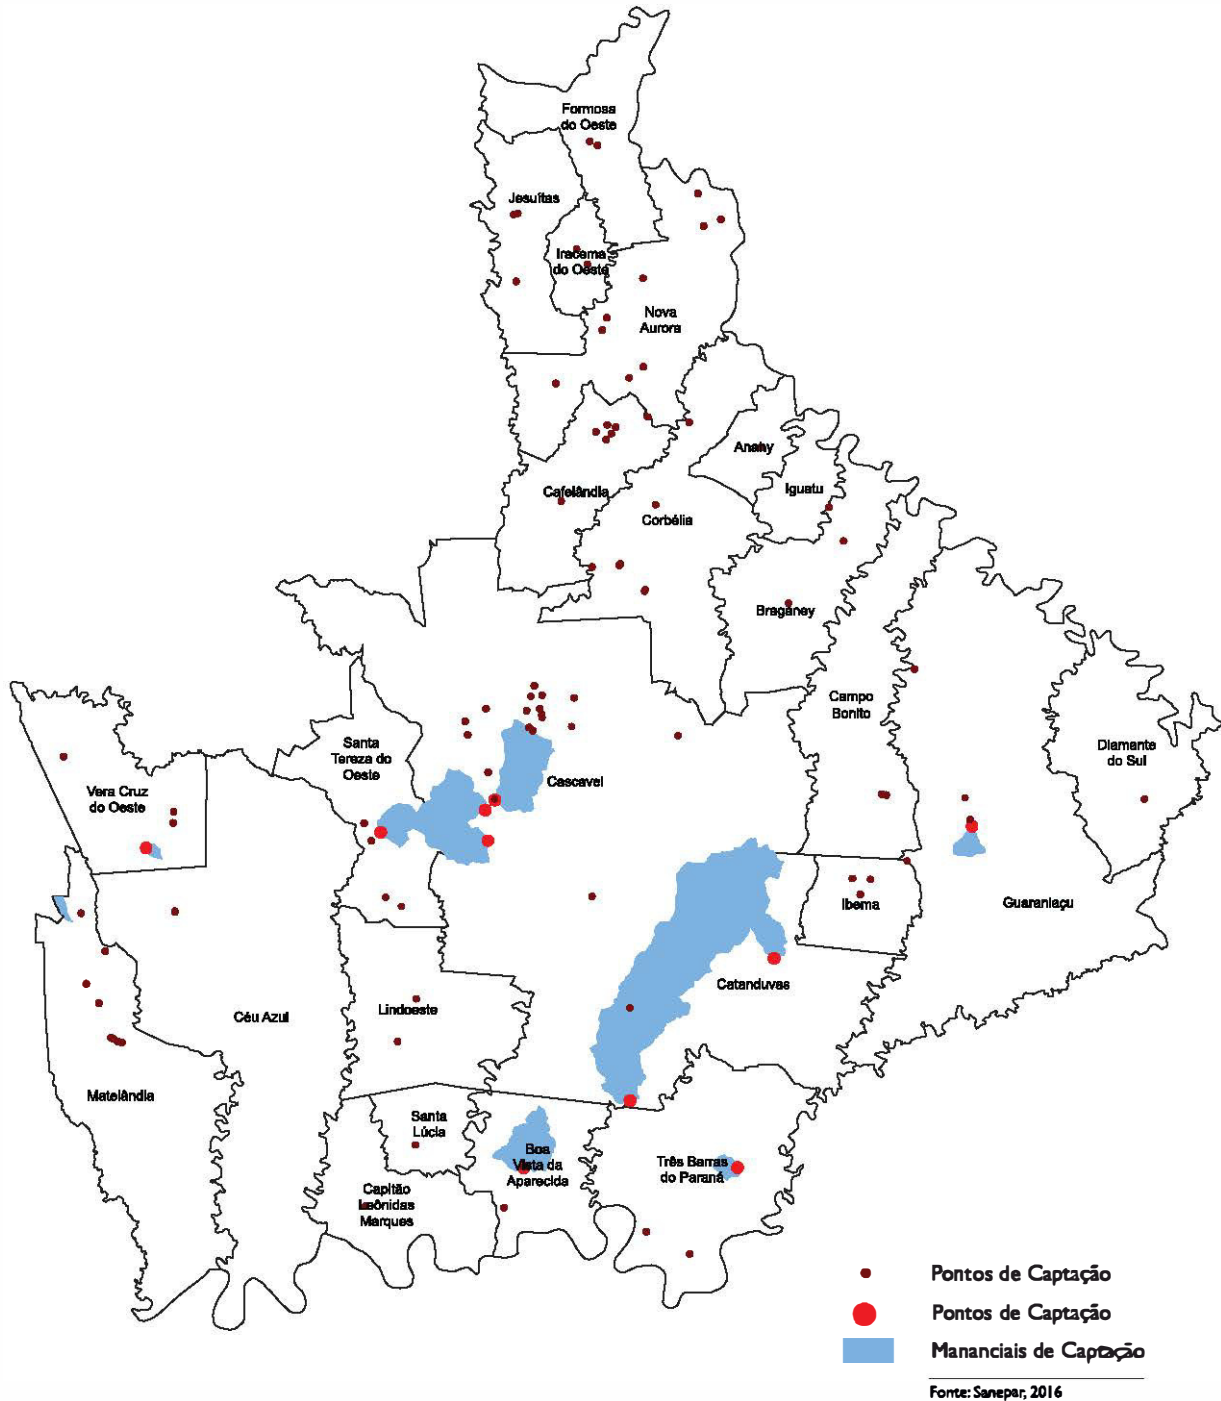 Formosa
do Oeste
Jesuítas
Iracema
do Oeste
Nova
Aurora
Anahy
Iguatu
Cafelândia
Corbélia
Braganey
Campo
Bonito
Diamante
do Sul
Santa
Tereza do
Oeste
Cascavel
Vera Cruz
do Oeste
Ibema
Guaraniaçu
Catanduvas
Céu Azul
Lindoeste
Matelândia
Santa
Lúcia
Boa
Vista da
Aparecida
Três Barras
do Paraná
Capitão
Leônidas
Marques
Pontos de Captação
Pontos de Captação
Mananciais de Captação
Fonte: Sanepar, 2016